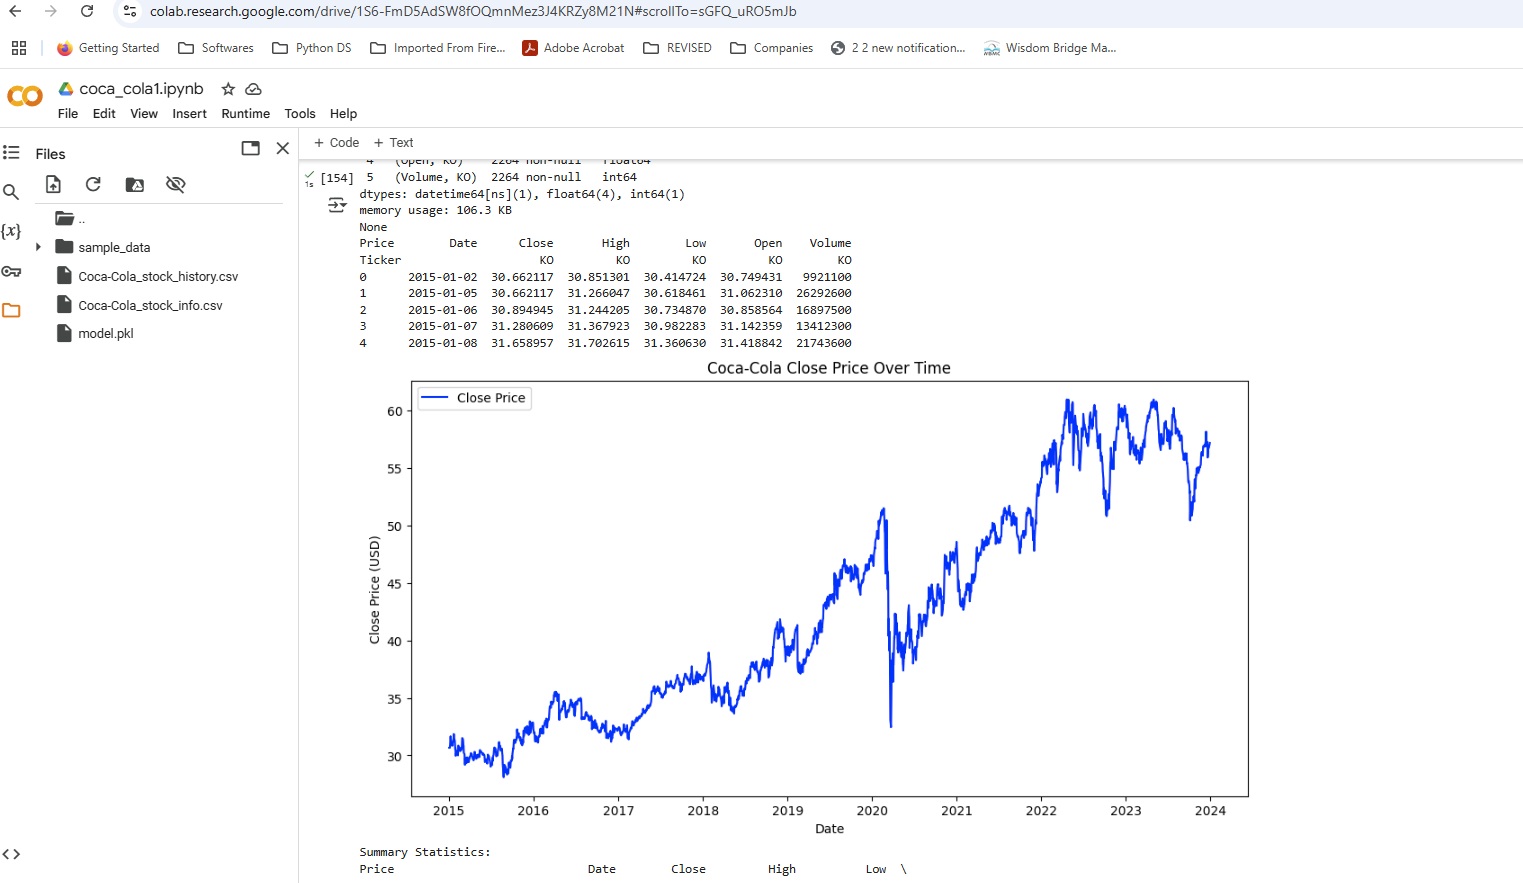 colab.research.google.com/drive/1S6-FmD5AdSW8fOQmnMez3J4KRZy8M21N#scrollTo=sGFQ_uRO5mJb
Getting Started Softwares Python DS Imported From Fire... Adobe Acrobat REVISED Companies 2 2 new notification... Wisdom Bridge Ma...
CO coca_cola1.ipynb
File Edit View Insert Runtime Tools Help
Files
+ Code + Text
..
sample_data
Coca-Cola_stock_history.csv
Coca-Cola_stock_info.csv
model.pkl
{x}
<>
4 (Open, KO) 2264 non-null float64
1s [154] 5 (Volume, KO) 2264 non-null int64
dtypes: datetime64[ns](1), float64(4), int64(1)
memory usage: 106.3 KB
None
Price Date Close High Low Open Volume
Ticker KO KO KO KO KO
0 2015-01-02 30.662117 30.851301 30.414724 30.749431 9921100
1 2015-01-05 30.662117 31.266047 30.618461 31.062310 26292600
2 2015-01-06 30.894945 31.244205 30.734870 30.858564 16897500
3 2015-01-07 31.280609 31.367923 30.982283 31.142359 13412300
4 2015-01-08 31.658957 31.702615 31.360630 31.418842 21743600
Coca-Cola Close Price Over Time
Close Price
60
55
50
45
40
35
30
Close Price (USD)
2015 2016 2017 2018 2019 2020 2021 2022 2023 2024
Date
Summary Statistics:
Price Date Close High Low \